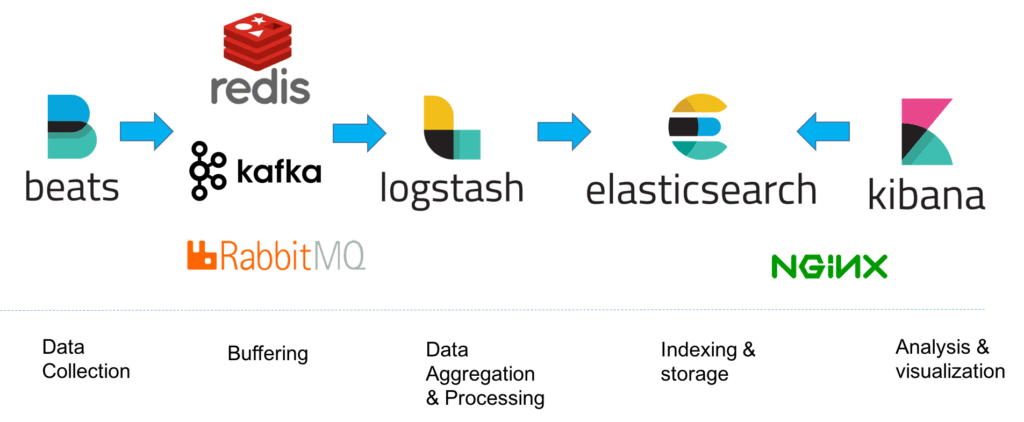 redis
beats
kafka
logstash
elasticsearch
kibana
RabbitMQ
NGINX
Data
Collection
Buffering
Data
Aggregation
& Processing
Indexing &
storage
Analysis &
visualization